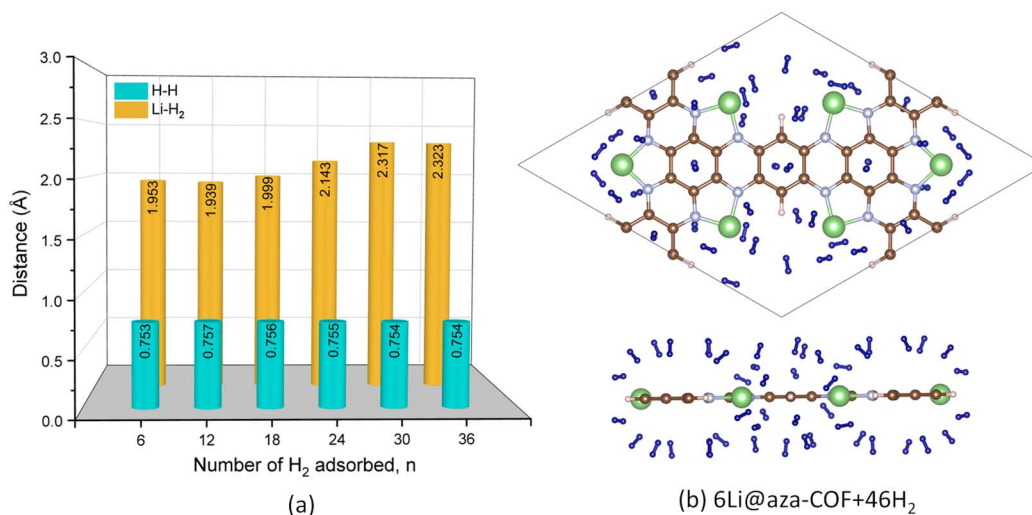 3.0
2.5
2.0
1.5
1.0
0.5
0.0
Distance (Å)
H-H
Li-H₂
1.953
1.939
1.999
2.143
2.317
2.323
0.753
0.757
0.756
0.755
0.754
0.754
6 12 18 24 30 36
Number of H₂ adsorbed, n
(a)
(b) 6Li@aza-COF+46H₂